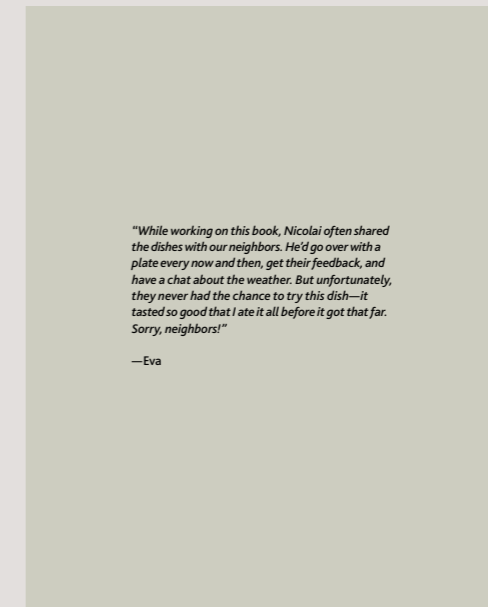 “While working on this book, Nicolai often shared
the dishes with our neighbors. He’d go over with a
plate every now and then, get their feedback, and
have a chat about the weather. But unfortunately,
they never had the chance to try this dish—it
tasted so good that I ate it all before it got that far.
Sorry, neighbors!”
—Eva